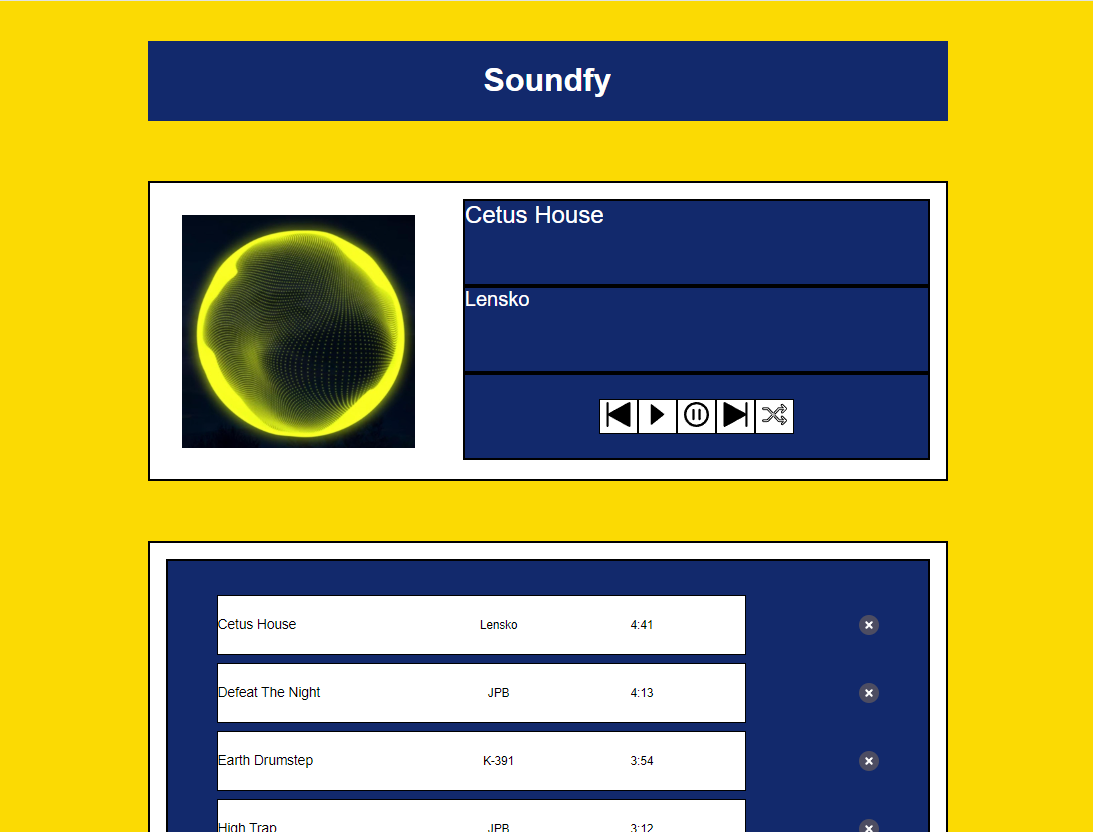 Soundfy
Cetus House
Lensko
Cetus House Lensko 4:41
Defeat The Night JPB 4:13
Earth Drumstep K-391 3:54
High Trap JPB 3:12